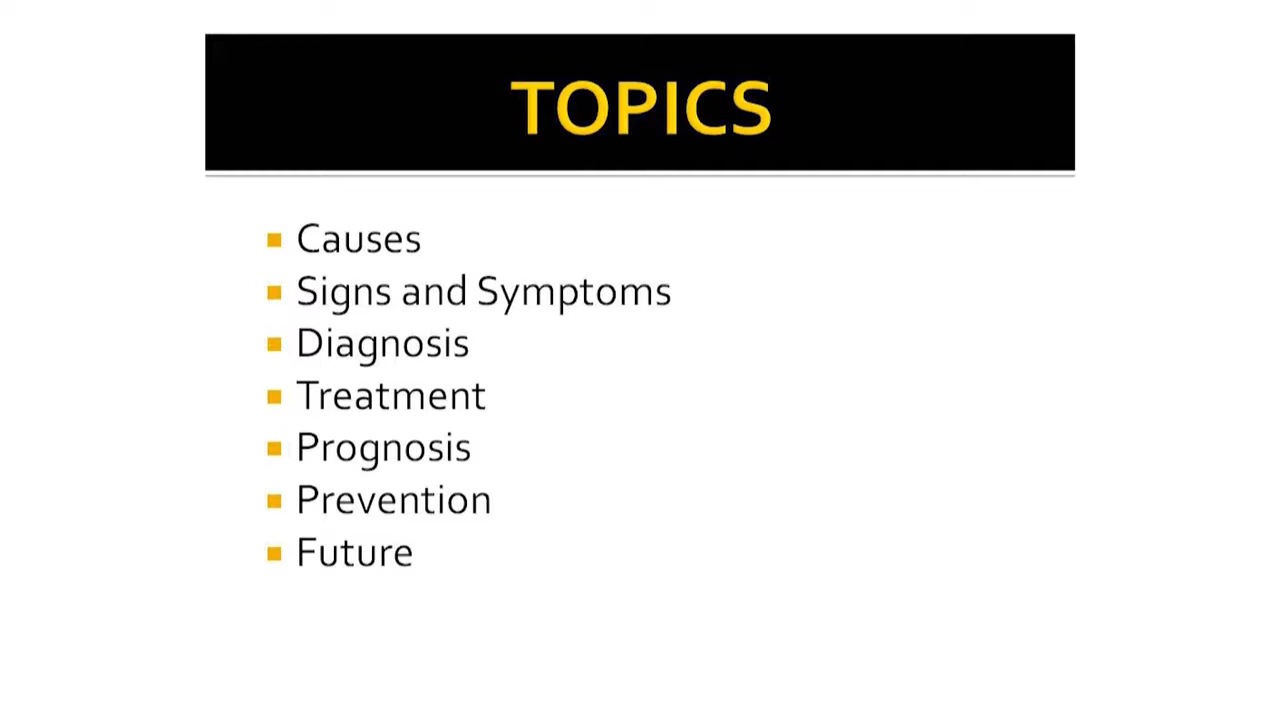 TOPICS
Causes
Signs and Symptoms
Diagnosis
Treatment
Prognosis
Prevention
Future